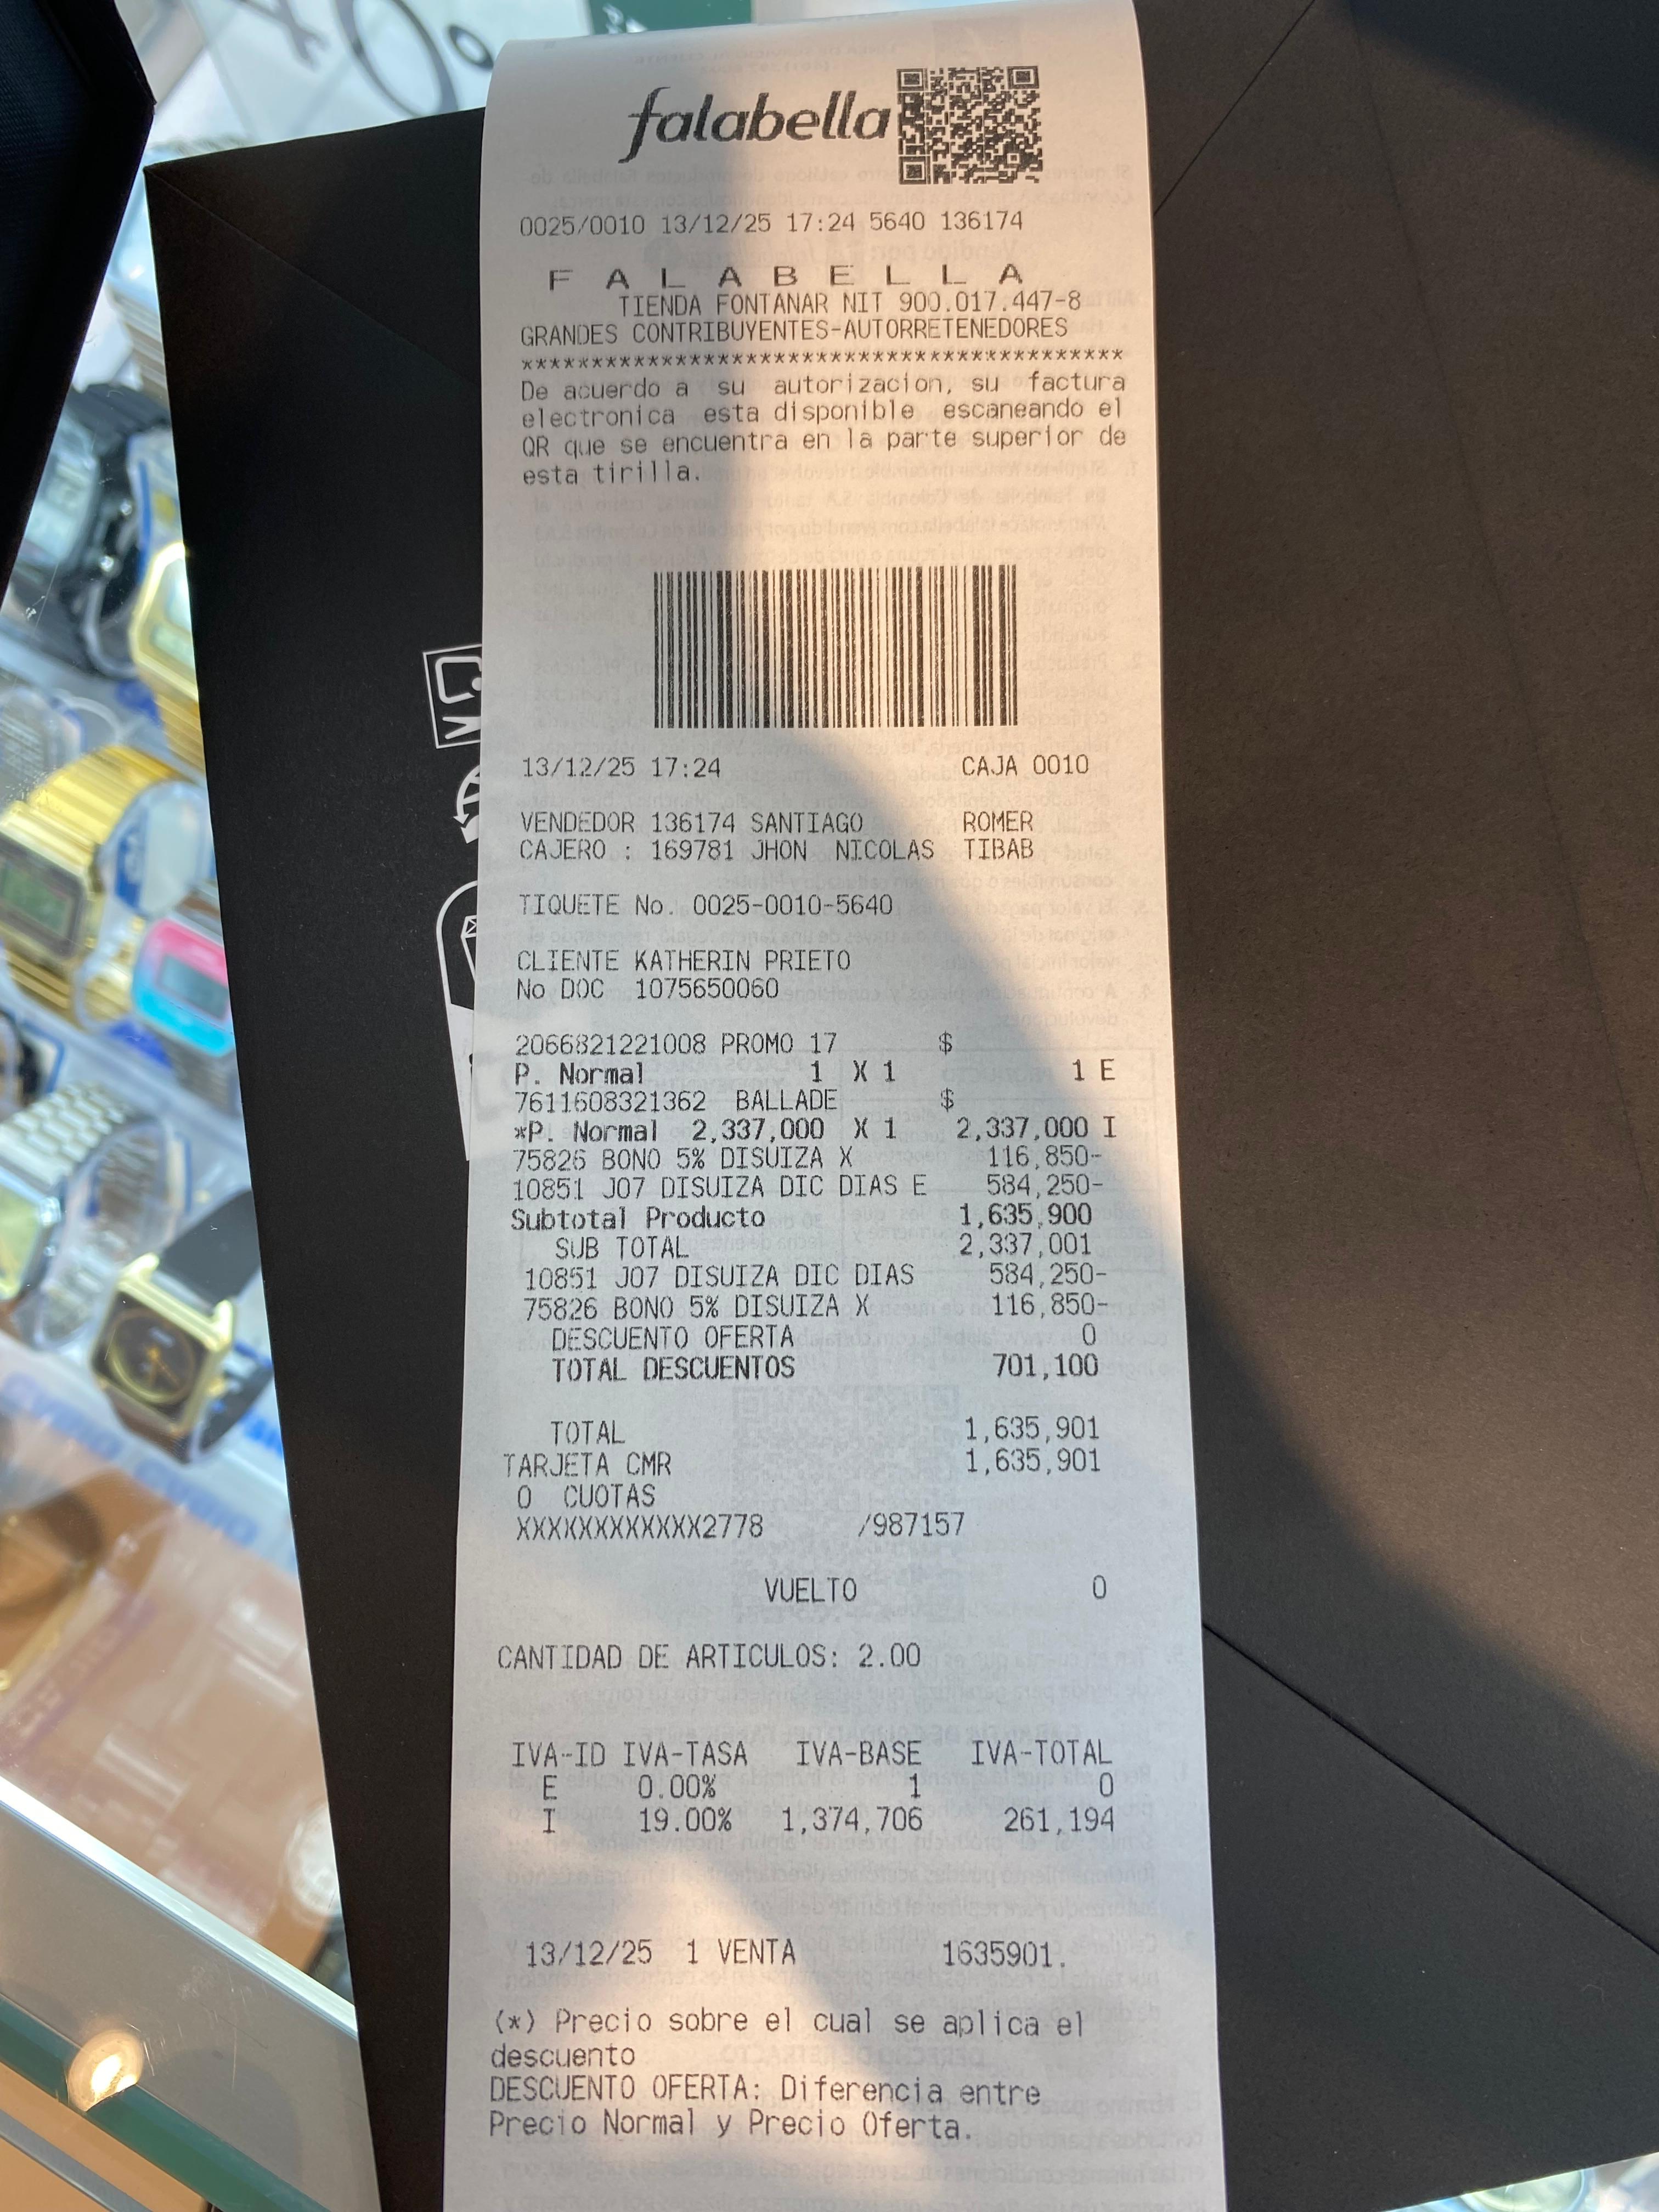 falabella
0025/0010 13/12/25 17:24 5640 136174
F A L A B E L L A
TIENDA FONTANAR NIT 900.017.447-8
GRANDES CONTRIBUYENTES-AUTORRETENEDORES
******************************************
De acuerdo a su autorizacion, su factura
electronica esta disponible escaneando el
QR que se encuentra en la parte superior de
esta tirilla.
13/12/25 17:24 CAJA 0010
VENDEDOR 136174 SANTIAGO ROMER
CAJERO : 169781 JHON NICOLAS TIBAB
TIQUETE No. 0025-0010-5640
CLIENTE KATHERIN PRIETO
No DOC 1075650060
2066821221008 PROMO 17 $
P. Normal 1 X 1 1 E
7611608321362 BALLADE $
*P. Normal 2,337,000 X 1 2,337,000 I
75826 BONO 5% DISUIZA X 116,850-
10851 J07 DISUIZA DIC DIAS E 584,250-
Subtotal Producto 1,635,900
SUB TOTAL 2,337,001
10851 J07 DISUIZA DIC DIAS 584,250-
75826 BONO 5% DISUIZA X 116,850-
DESCUENTO OFERTA 0
TOTAL DESCUENTOS 701,100
TOTAL 1,635,901
TARJETA CMR 1,635,901
0 CUOTAS
XXXXXXXXXXXX2778 /987157
VUELTO 0
CANTIDAD DE ARTICULOS: 2.00
IVA-ID IVA-TASA IVA-BASE IVA-TOTAL
E 0.00% 1 0
I 19.00% 1,374,706 261,194
13/12/25 1 VENTA 1635901.
(*) Precio sobre el cual se aplica el
descuento
DESCUENTO OFERTA: Diferencia entre
Precio Normal y Precio Oferta.